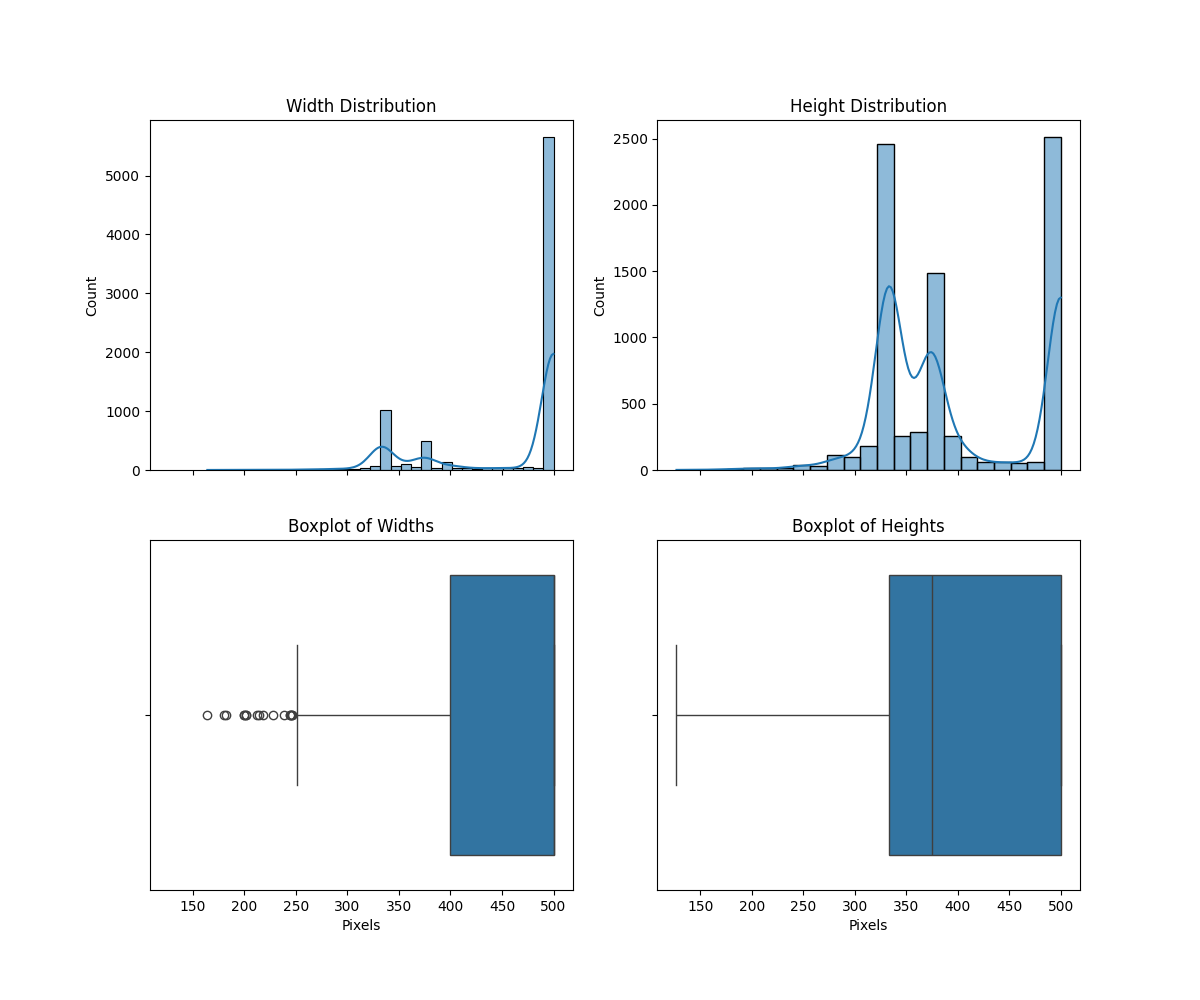 Width Distribution
Count
5000
4000
3000
2000
1000
0
Height Distribution
Count
2500
2000
1500
1000
500
0
Boxplot of Widths
150 200 250 300 350 400 450 500
Pixels
Boxplot of Heights
150 200 250 300 350 400 450 500
Pixels